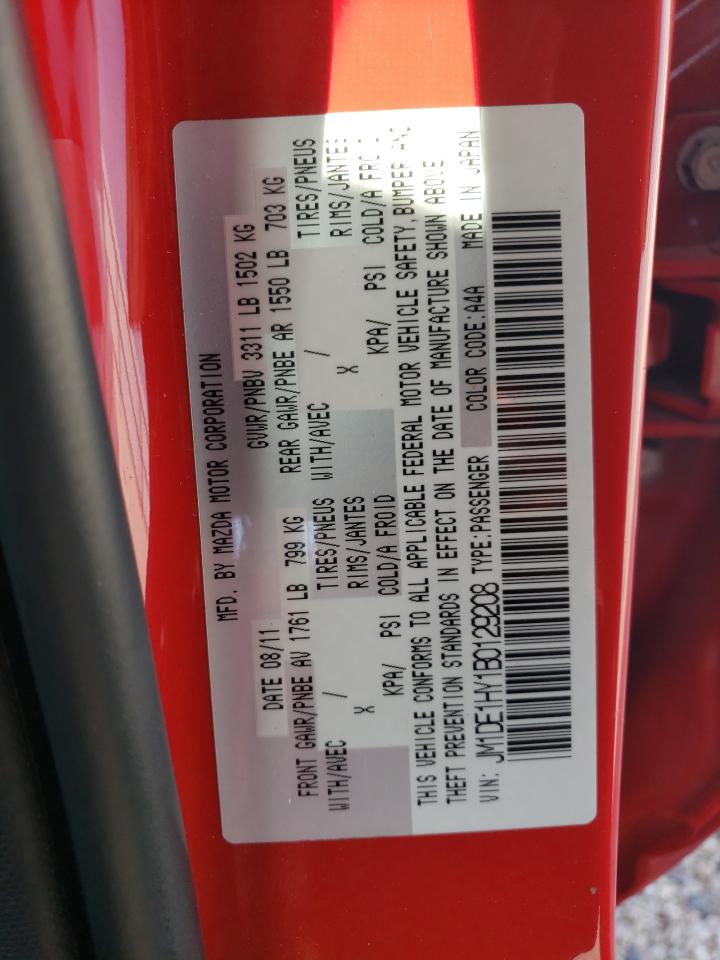 MFD. BY MAZDA MOTOR CORPORATION
DATE 08/11 GVWR/PNBV 3311 LB 1502 KG
FRONT GAWR/PNBE AV 1761 LB 799 KG REAR GAWR/PNBE AR 1550 LB 703 KG
WITH/AVEC / TIRES/PNEUS WITH/AVEC / TIRES/PNEUS
X RIMS/JANTES X RIMS/JANTES
KPA/ PSI COLD/A FROID KPA/ PSI COLD/A
THIS VEHICLE CONFORMS TO ALL APPLICABLE FEDERAL MOTOR VEHICLE SAFETY, BUMPER AND
THEFT PREVENTION STANDARDS IN EFFECT ON THE DATE OF MANUFACTURE SHOWN ABOVE
VIN: JM1DE1HY1B0129208 TYPE:PASSENGER COLOR CODE:A4A MADE IN JAPAN